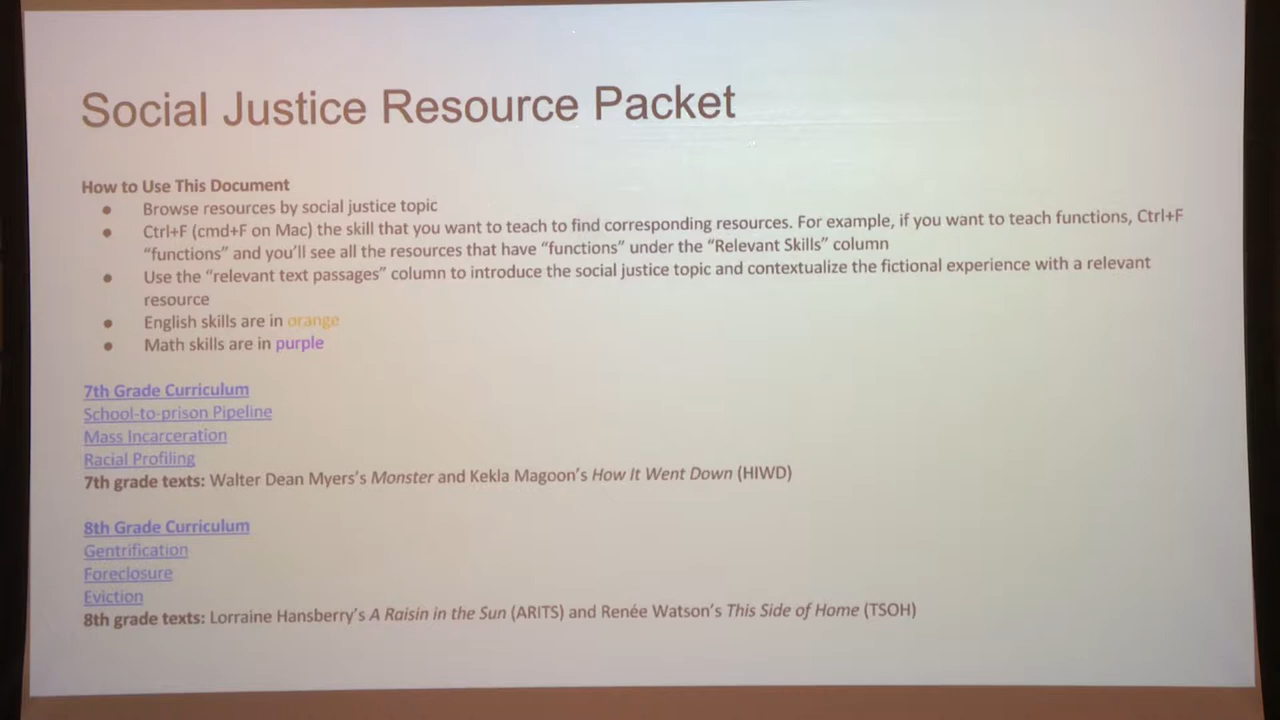 Social Justice Resource Packet
How to Use This Document
● Browse resources by social justice topic
● Ctrl+F (cmd+F on Mac) the skill that you want to teach to find corresponding resources. For example, if you want to teach functions, Ctrl+F
“functions” and you’ll see all the resources that have “functions” under the “Relevant Skills” column
● Use the “relevant text passages” column to introduce the social justice topic and contextualize the fictional experience with a relevant
resource
● English skills are in orange
● Math skills are in purple
7th Grade Curriculum
School-to-prison Pipeline
Mass Incarceration
Racial Profiling
7th grade texts: Walter Dean Myers’s Monster and Kekla Magoon’s How It Went Down (HIWD)
8th Grade Curriculum
Gentrification
Foreclosure
Eviction
8th grade texts: Lorraine Hansberry’s A Raisin in the Sun (ARITS) and Renée Watson’s This Side of Home (TSOH)